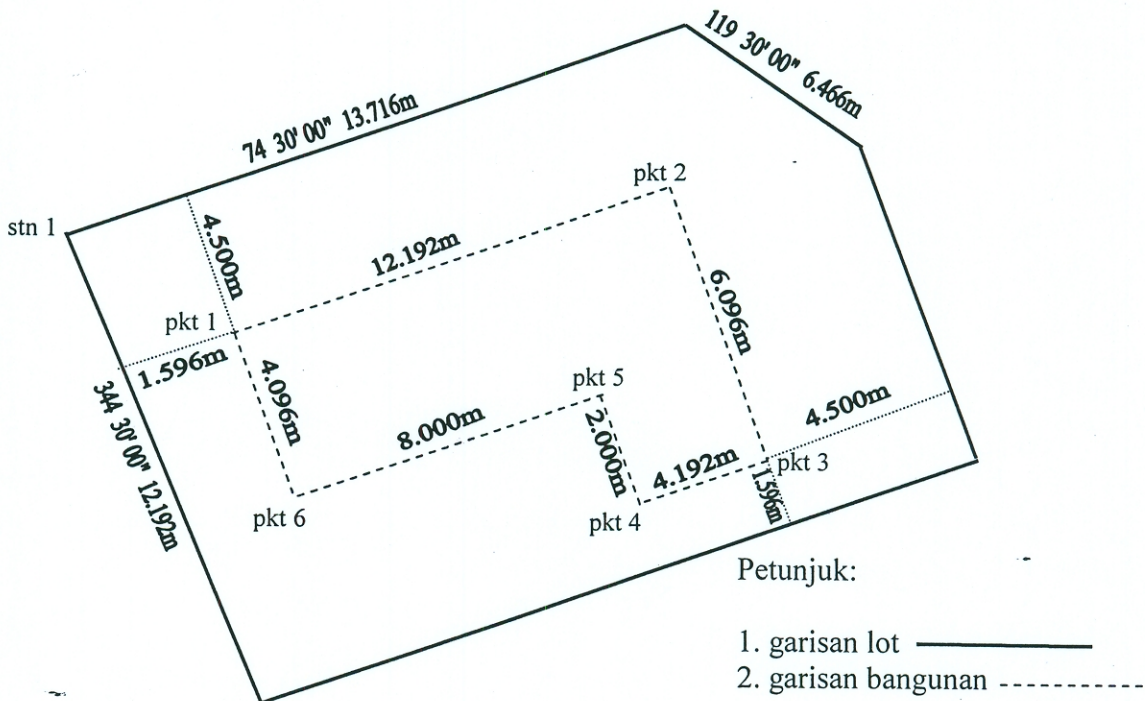 119 30' 00" 6.466m
74 30' 00" 13.716m
pkt 2
stn 1
4.500m
12.192m
pkt 1
6.096m
1.596m
4.096m
pkt 5
4.500m
344 30' 00" 12.192m
8.000m
2.000m
4.192m
pkt 3
1.596m
pkt 6
pkt 4
Petunjuk:
1. garisan lot
2. garisan bangunan